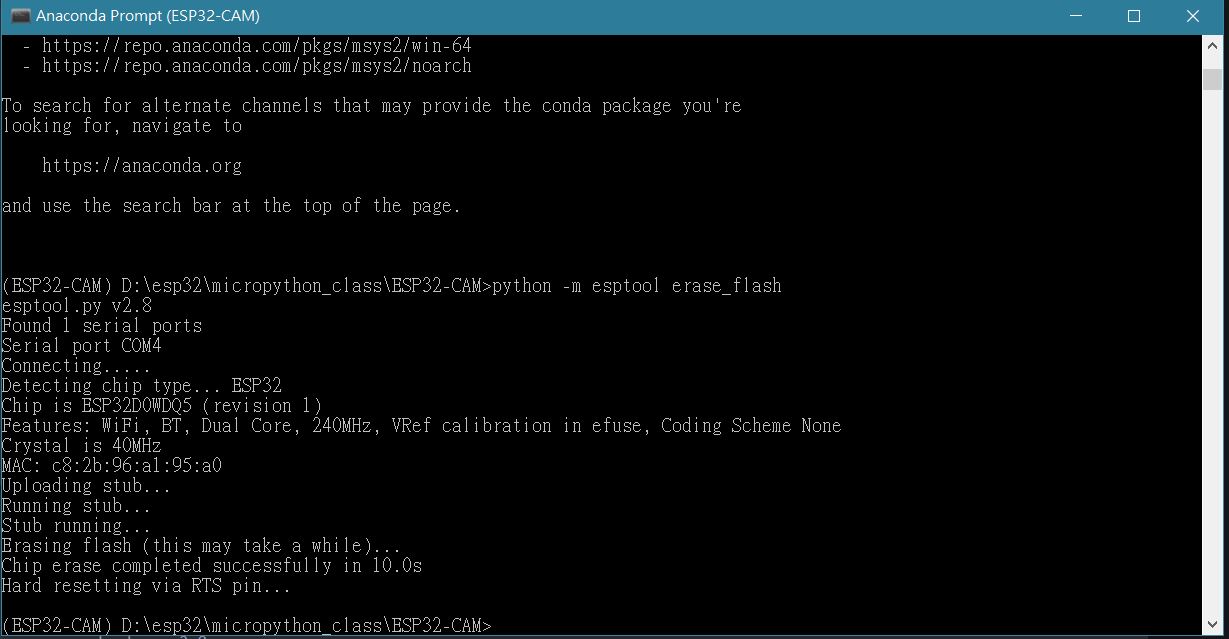 Anaconda Prompt (ESP32-CAM)
- https://repo.anaconda.com/pkgs/msys2/win-64
- https://repo.anaconda.com/pkgs/msys2/noarch
To search for alternate channels that may provide the conda package you're
looking for, navigate to
https://anaconda.org
and use the search bar at the top of the page.
(ESP32-CAM) D:\esp32\micropython_class\ESP32-CAM>python -m esptool erase_flash
esptool.py v2.8
Found 1 serial ports
Serial port COM4
Connecting.....
Detecting chip type... ESP32
Chip is ESP32D0WDQ5 (revision 1)
Features: WiFi, BT, Dual Core, 240MHz, VRef calibration in efuse, Coding Scheme None
Crystal is 40MHz
MAC: c8:2b:96:a1:95:a0
Uploading stub...
Running stub...
Stub running...
Erasing flash (this may take a while)...
Chip erase completed successfully in 10.0s
Hard resetting via RTS pin...
(ESP32-CAM) D:\esp32\micropython_class\ESP32-CAM>